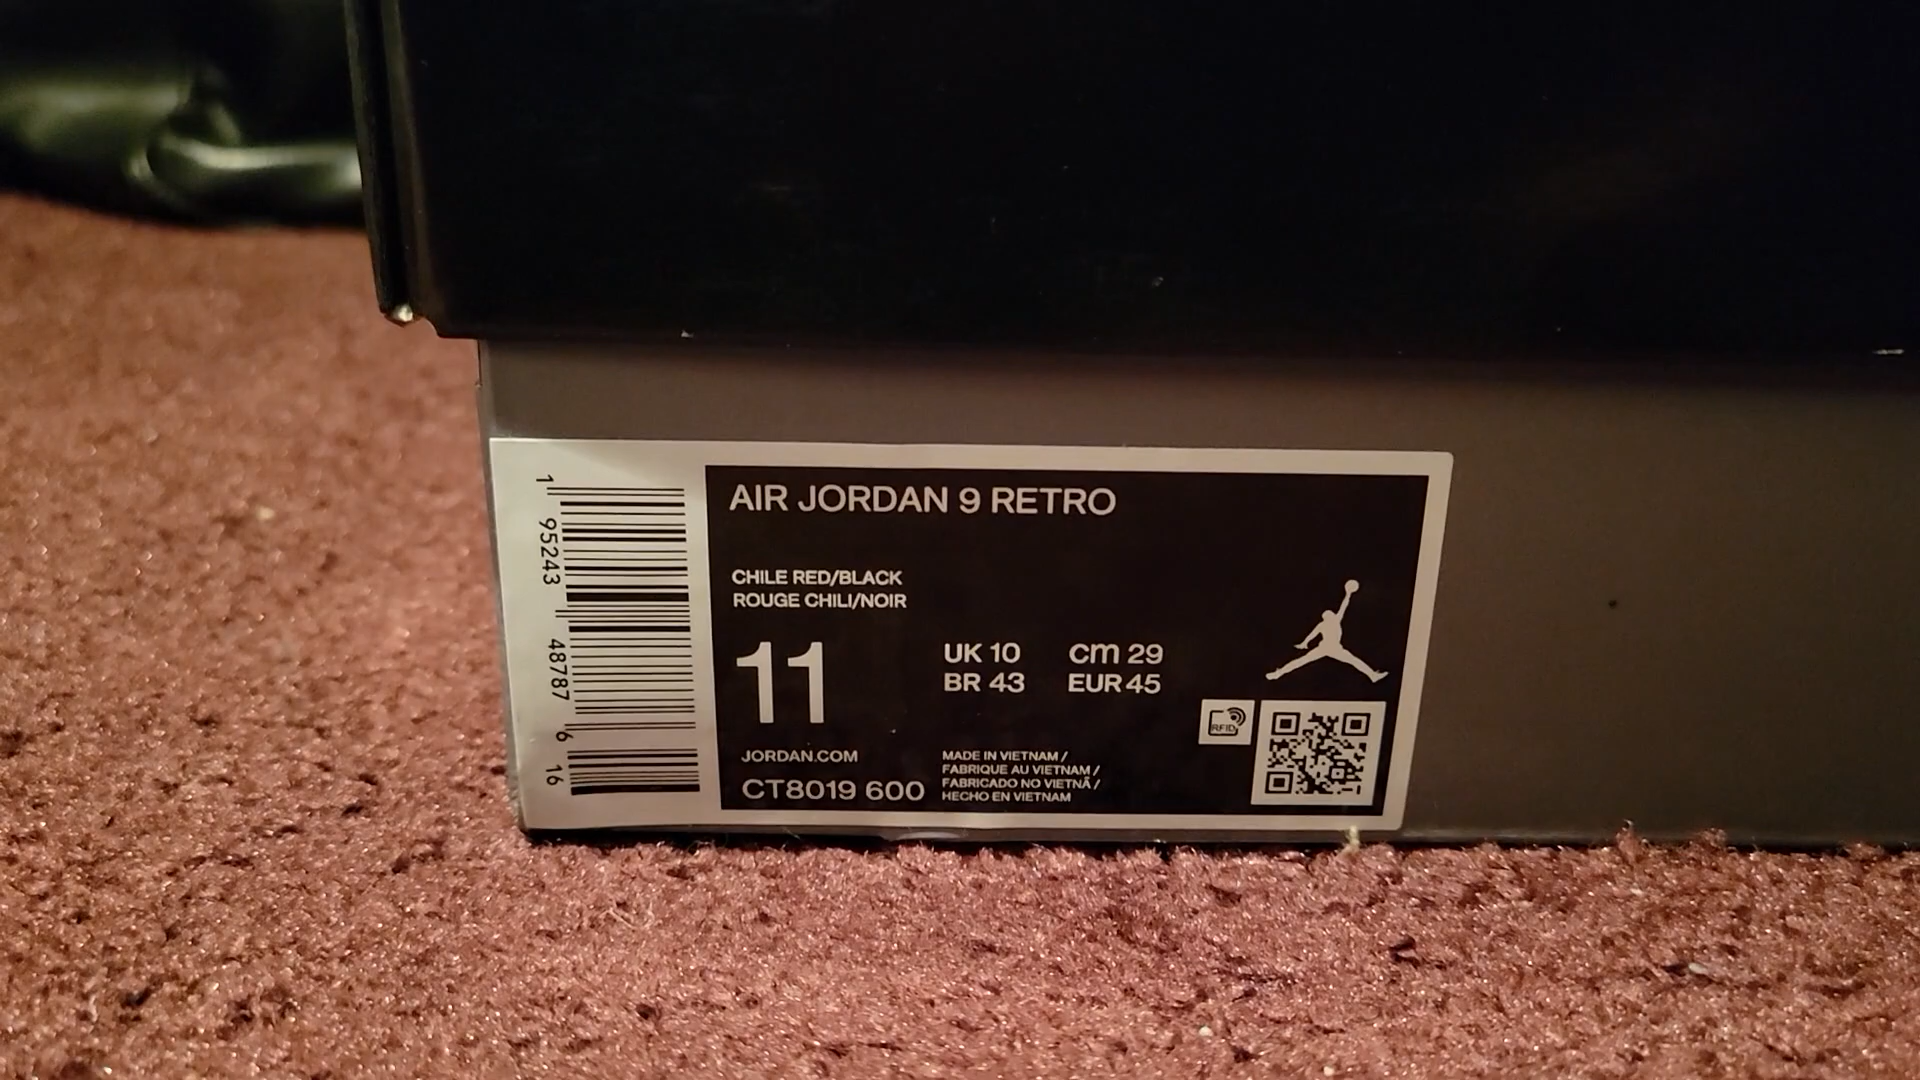 AIR JORDAN 9 RETRO
CHILE RED/BLACK
ROUGE CHILI/NOIR
11
UK 10 cm 29
BR 43 EUR 45
JORDAN.COM
CT8019 600
MADE IN VIETNAM /
FABRIQUE AU VIETNAM /
FABRICADO NO VIETNÃ /
HECHO EN VIETNAM
RFID
1 95243 48787 6 16